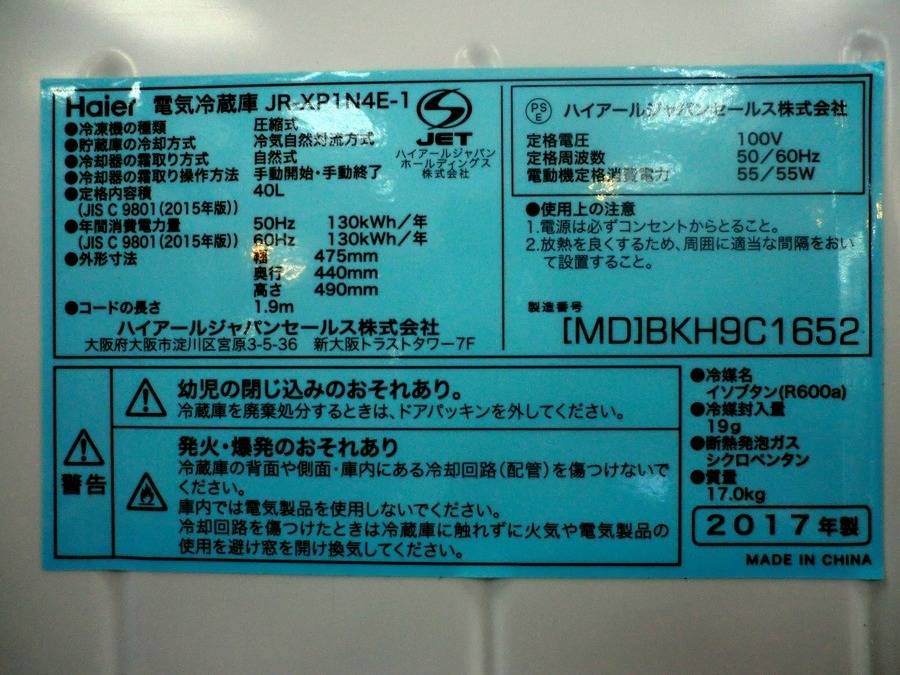 Haier 電気冷蔵庫 JR-XP1N4E-1
●冷凍機の種類 圧縮式
●貯蔵庫の冷却方式 冷気自然対流方式
●冷却器の霜取り方式 自然式
●冷却器の霜取り操作方法 手動開始・手動終了
●定格内容積 40L
(JIS C 9801(2015年版))
●年間消費電力量 50Hz 130kWh/年
(JIS C 9801(2015年版)) 60Hz 130kWh/年
●外形寸法 幅 475mm
奥行 440mm
高さ 490mm
●コードの長さ 1.9m
ハイアールジャパンセールス株式会社
大阪府大阪市淀川区宮原3-5-36 新大阪トラストタワー7F
JET
ハイアールジャパン
ホールディングス
株式会社
PS
E
ハイアールジャパンセールス株式会社
定格電圧 100V
定格周波数 50/60Hz
電動機定格消費電力 55/55W
●使用上の注意
1.電源は必ずコンセントからとること。
2.放熱を良くするため、周囲に適当な間隔をおい
て設置すること。
製造番号
[MD]BKH9C1652
警告
幼児の閉じ込みのおそれあり。
冷蔵庫を廃棄処分するときは、ドアパッキンを外してください。
発火・爆発のおそれあり
冷蔵庫の背面や側面・庫内にある冷却回路(配管)を傷つけないで
ください。
庫内では電気製品を使用しないでください。
冷却回路を傷つけたときは冷蔵庫に触れずに火気や電気製品の
使用を避け窓を開け換気してください。
●冷媒名
イソブタン(R600a)
●冷媒封入量
19g
●断熱発泡ガス
シクロペンタン
●質量
17.0kg
2017年製
MADE IN CHINA